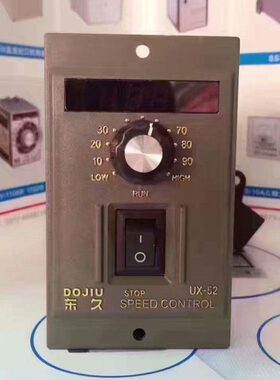 30 70
20 80
10 90
LOW HIGH
RUN
DOJIU STOP UX-52
东久 SPEED CONTROL